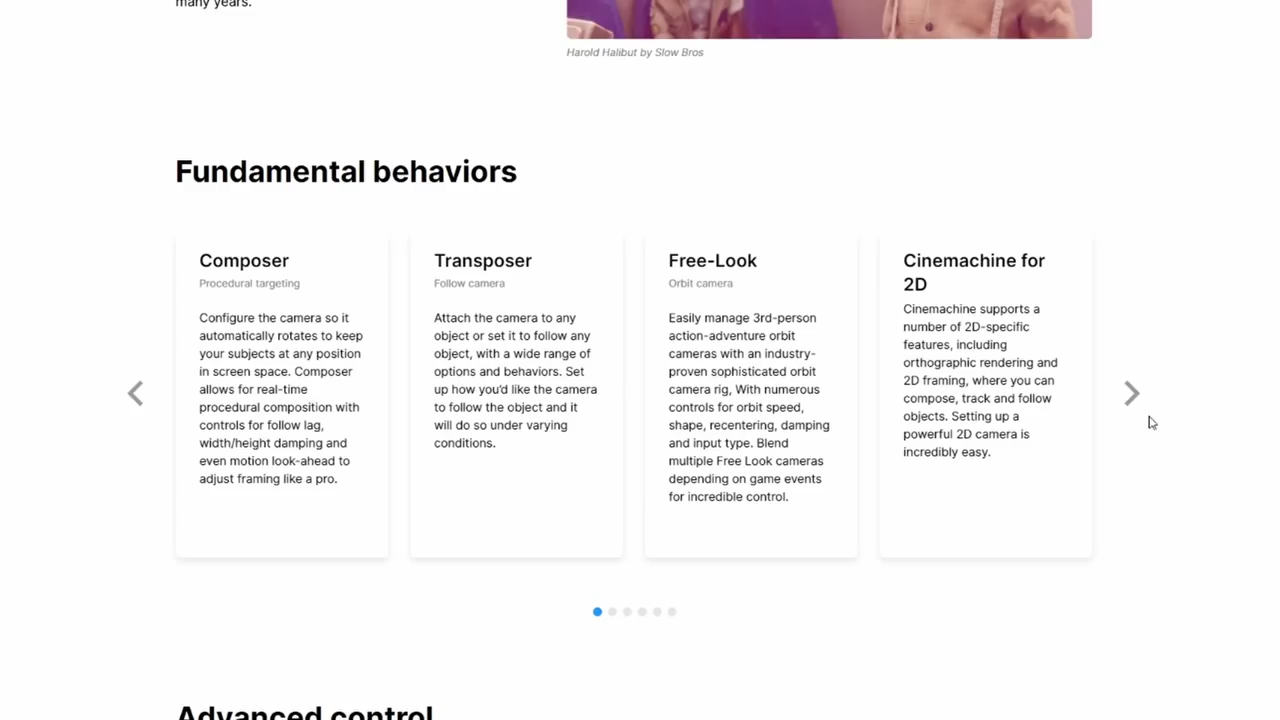 many years.
Harold Halibut by Slow Bros
Fundamental behaviors
Composer
Procedural targeting
Configure the camera so it
automatically rotates to keep
your subjects at any position
in screen space. Composer
allows for real-time
procedural composition with
controls for follow lag,
width/height damping and
even motion look-ahead to
adjust framing like a pro.
Transposer
Follow camera
Attach the camera to any
object or set it to follow any
object, with a wide range of
options and behaviors. Set
up how you'd like the camera
to follow the object and it
will do so under varying
conditions.
Free-Look
Orbit camera
Easily manage 3rd-person
action-adventure orbit
cameras with an industry-
proven sophisticated orbit
camera rig, With numerous
controls for orbit speed,
shape, recentering, damping
and input type. Blend
multiple Free Look cameras
depending on game events
for incredible control.
Cinemachine for
2D
Cinemachine supports a
number of 2D-specific
features, including
orthographic rendering and
2D framing, where you can
compose, track and follow
objects. Setting up a
powerful 2D camera is
incredibly easy.
Advanced control